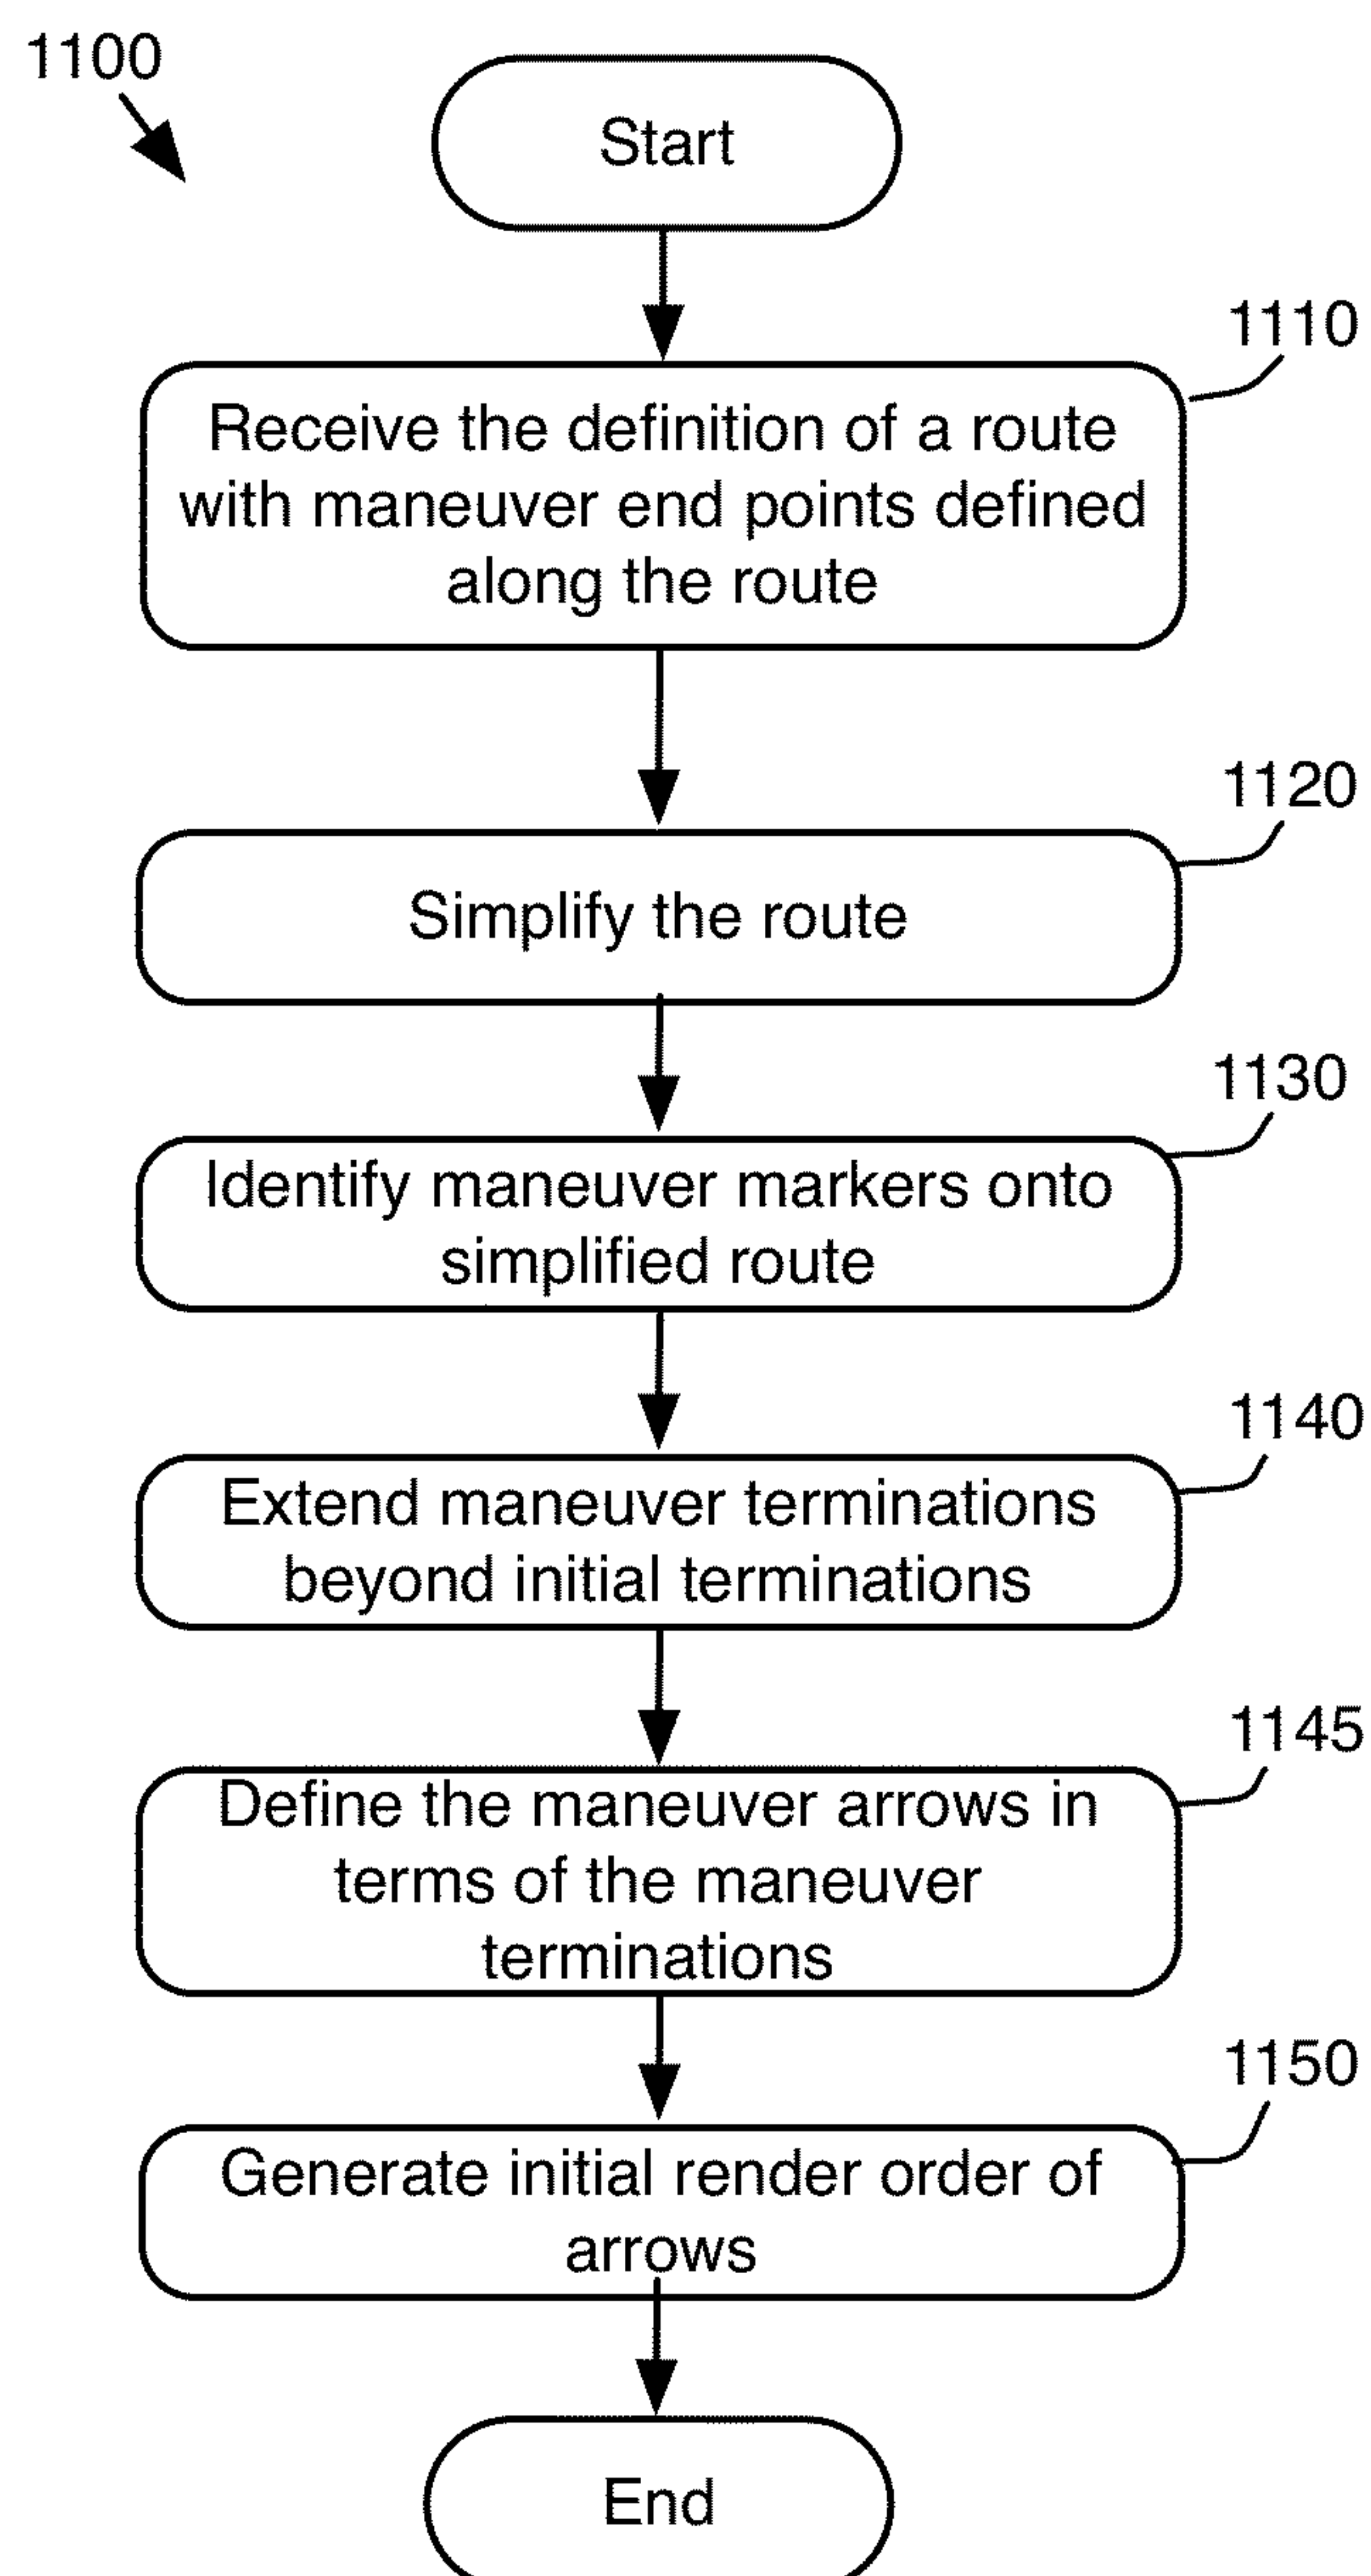 1100
Start
1110
Receive the definition of a route
with maneuver end points defined
along the route
1120
Simplify the route
1130
Identify maneuver markers onto
simplified route
1140
Extend maneuver terminations
beyond initial terminations
1145
Define the maneuver arrows in
terms of the maneuver
terminations
1150
Generate initial render order of
arrows
End